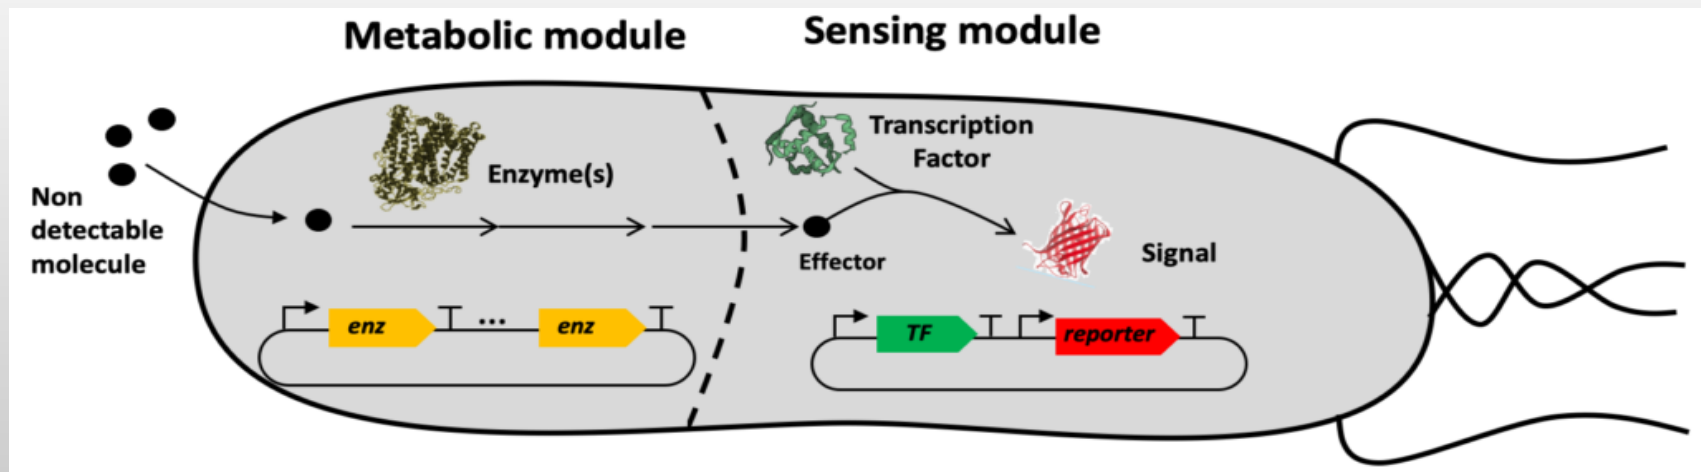 Metabolic module
Sensing module
Non
detectable
molecule
Enzyme(s)
Transcription
Factor
Effector
Signal
enz
...
enz
TF
reporter